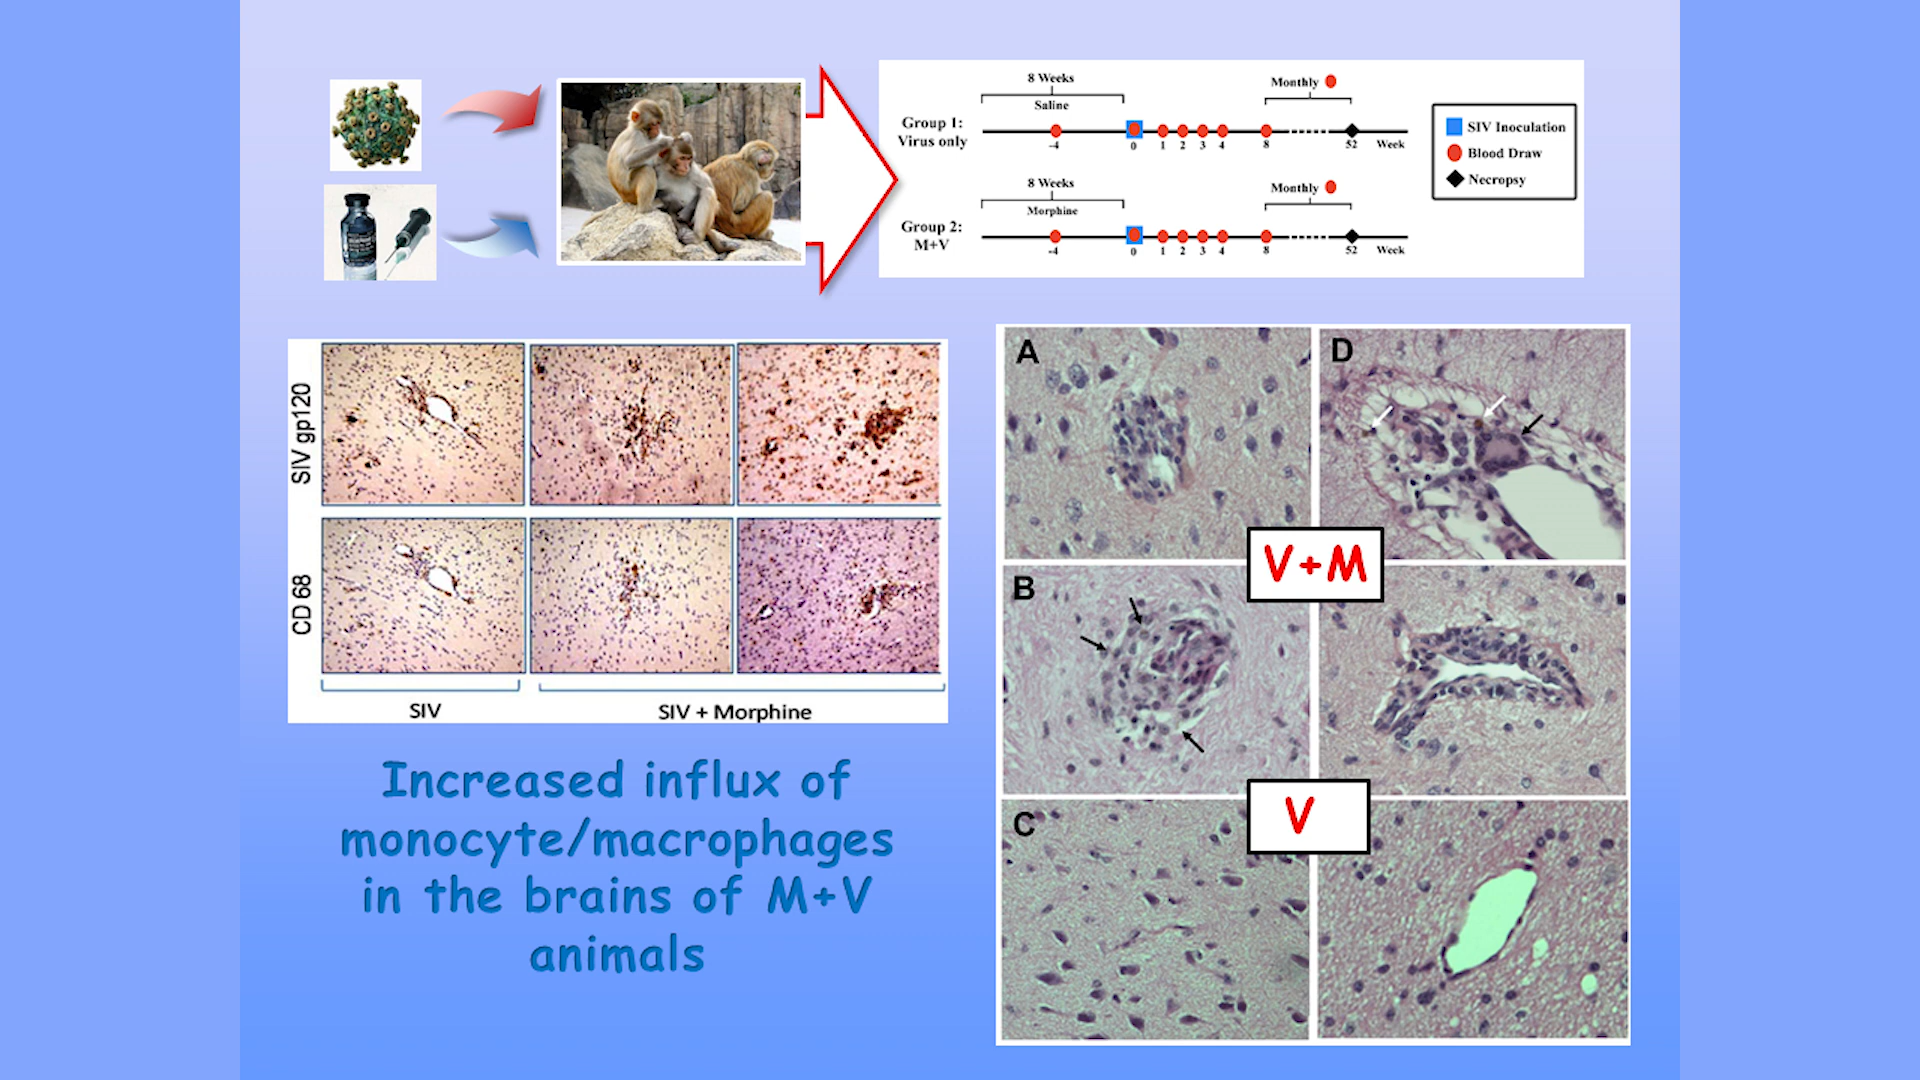 8 Weeks
Saline
Monthly
Group 1:
Virus only
-4 0 1 2 3 4 8 52 Week
8 Weeks
Morphine
Monthly
Group 2:
M+V
-4 0 1 2 3 4 8 52 Week
SIV Inoculation
Blood Draw
Necropsy
SIV gp120
CD 68
SIV
SIV + Morphine
Increased influx of
monocyte/macrophages
in the brains of M+V
animals
A
D
V+M
B
V
C